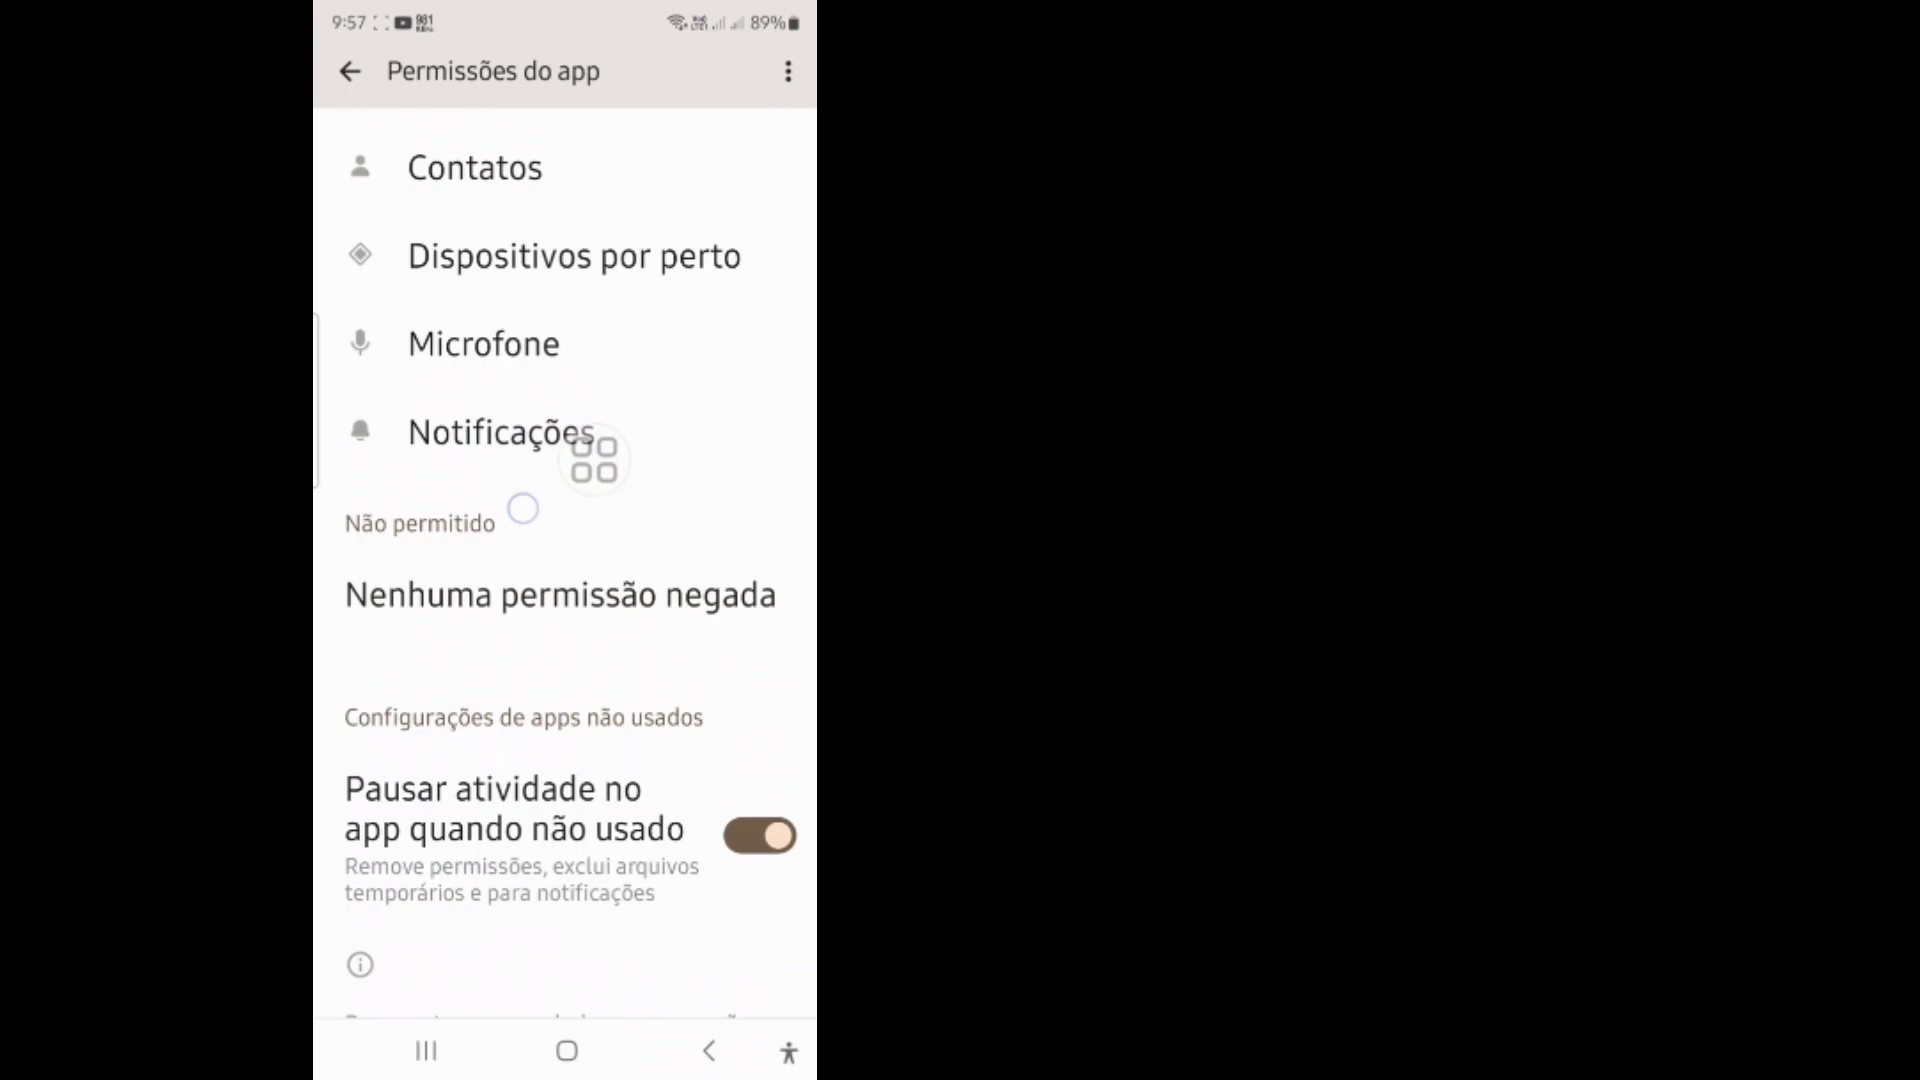 9:57
89%
Permissões do app
Contatos
Dispositivos por perto
Microfone
Notificações
Não permitido
Nenhuma permissão negada
Configurações de apps não usados
Pausar atividade no
app quando não usado
Remove permissões, exclui arquivos
temporários e para notificações